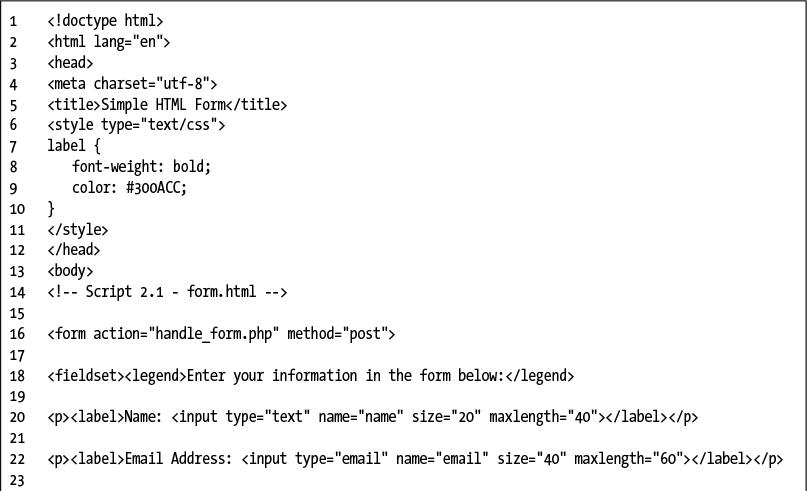 1 <!doctype html>
2 <html lang="en">
3 <head>
4 <meta charset="utf-8">
5 <title>Simple HTML Form</title>
6 <style type="text/css">
7 label {
8 font-weight: bold;
9 color: #300ACC;
10 }
11 </style>
12 </head>
13 <body>
14 <!-- Script 2.1 - form.html -->
15
16 <form action="handle_form.php" method="post">
17
18 <fieldset><legend>Enter your information in the form below:</legend>
19
20 <p><label>Name: <input type="text" name="name" size="20" maxlength="40"></label></p>
21
22 <p><label>Email Address: <input type="email" name="email" size="40" maxlength="60"></label></p>
23